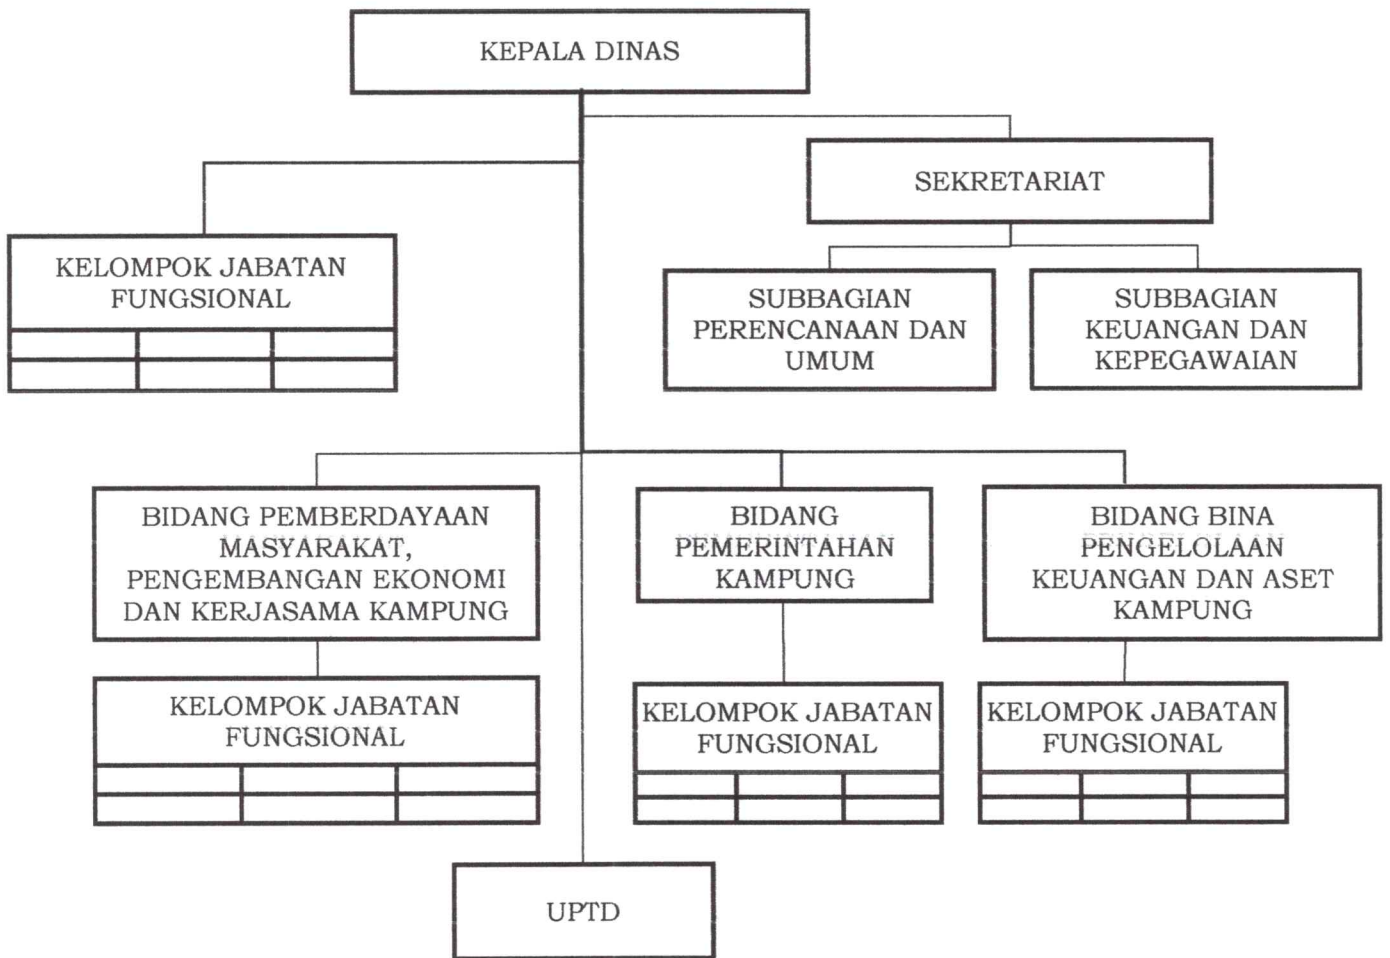 KEPALA DINAS
SEKRETARIAT
KELOMPOK JABATAN
FUNGSIONAL
SUBBAGIAN
PERENCANAAN DAN
UMUM
SUBBAGIAN
KEUANGAN DAN
KEPEGAWAIAN
BIDANG PEMBERDAYAAN
MASYARAKAT,
PENGEMBANGAN EKONOMI
DAN KERJASAMA KAMPUNG
BIDANG
PEMERINTAHAN
KAMPUNG
BIDANG BINA
PENGELOLAAN
KEUANGAN DAN ASET
KAMPUNG
KELOMPOK JABATAN
FUNGSIONAL
KELOMPOK JABATAN
FUNGSIONAL
KELOMPOK JABATAN
FUNGSIONAL
UPTD